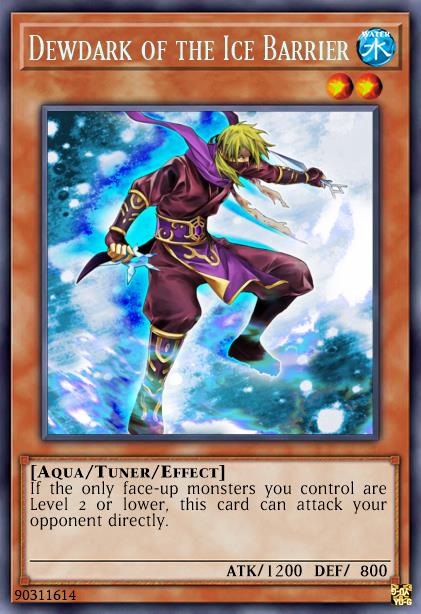 DEWDARK OF THE ICE BARRIER
WATER
水
[AQUA/TUNER/EFFECT]
If the only face-up monsters you control are
Level 2 or lower, this card can attack your
opponent directly.
ATK/1200 DEF/ 800
90311614